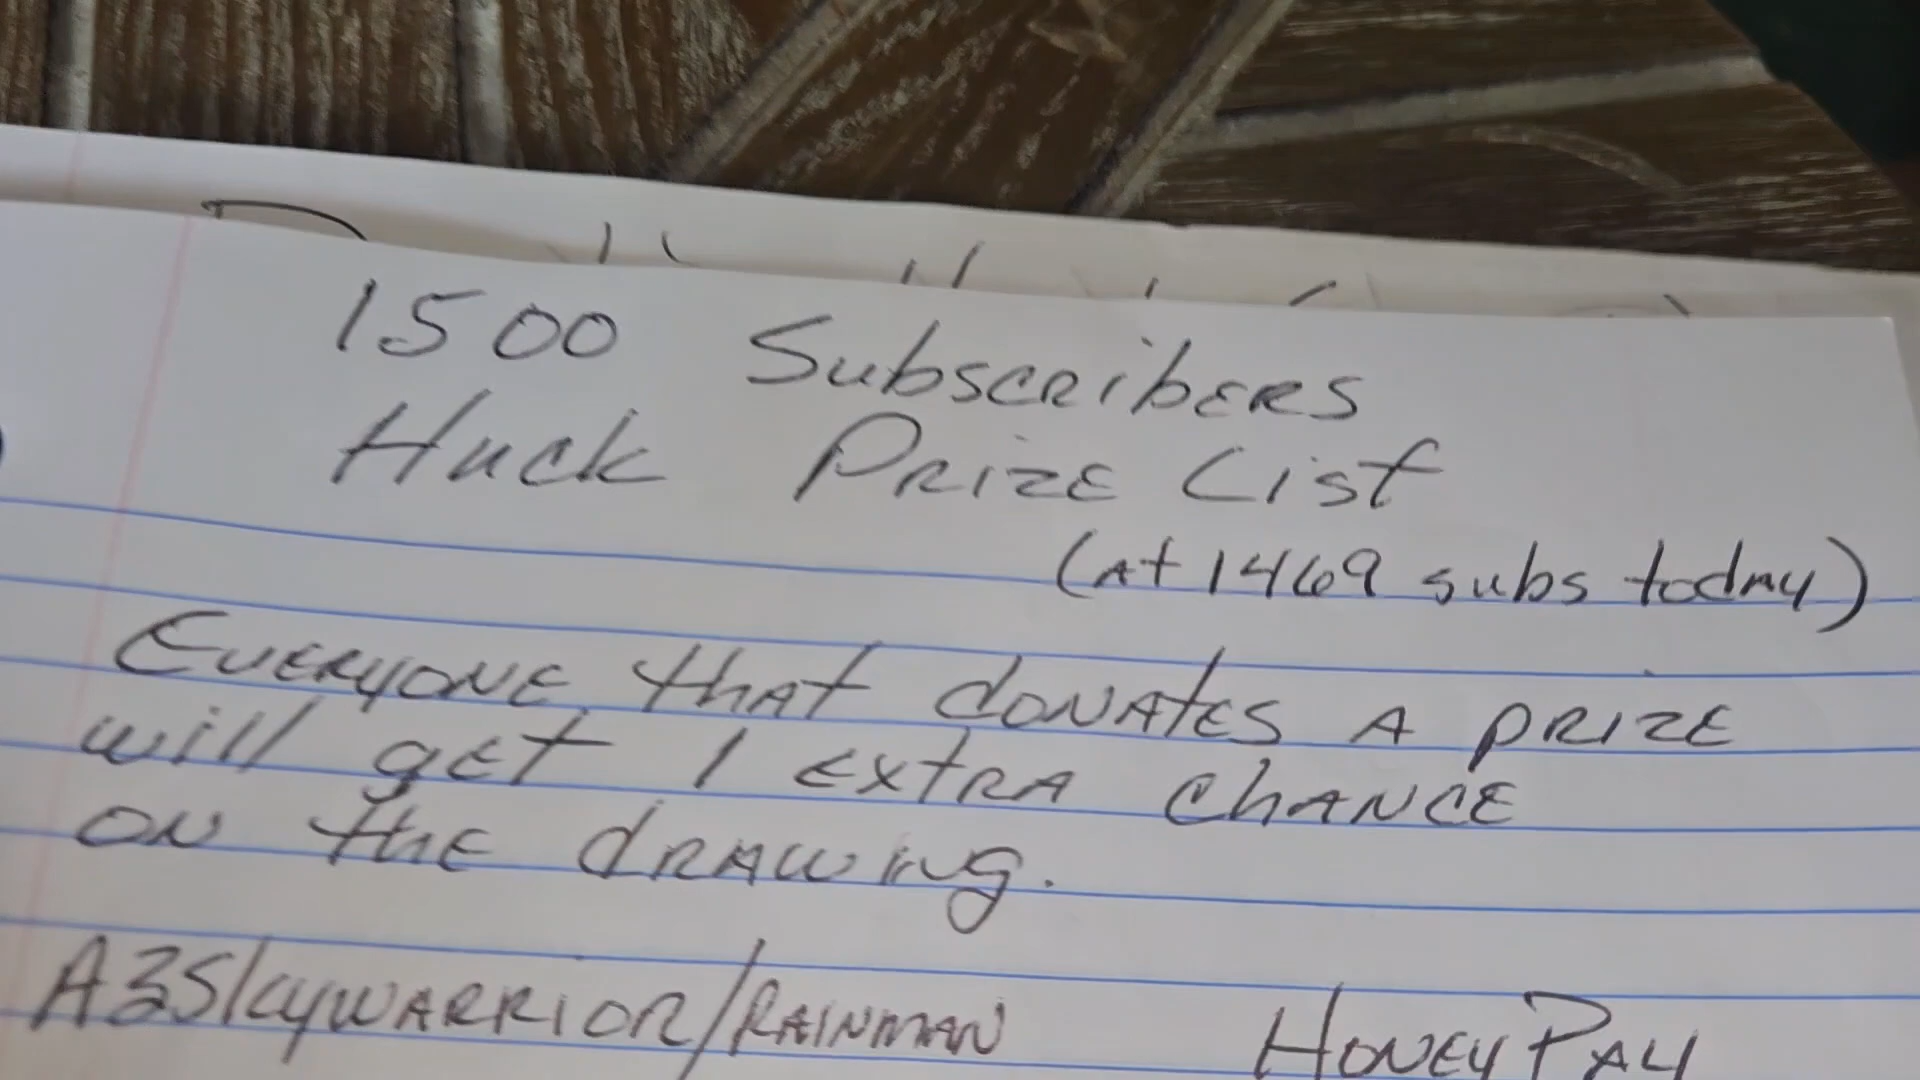 1500 Subscribers
Huck Prize List
(At 1469 subs today)
Everyone that donates a prize
will get 1 extra chance
on the drawing.
AZSkywarrior/Rainman HoneyPay